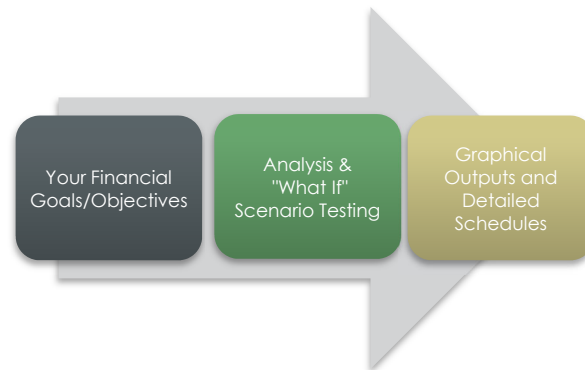 Your Financial
Goals/Objectives
Analysis &
"What If"
Scenario Testing
Graphical
Outputs and
Detailed
Schedules